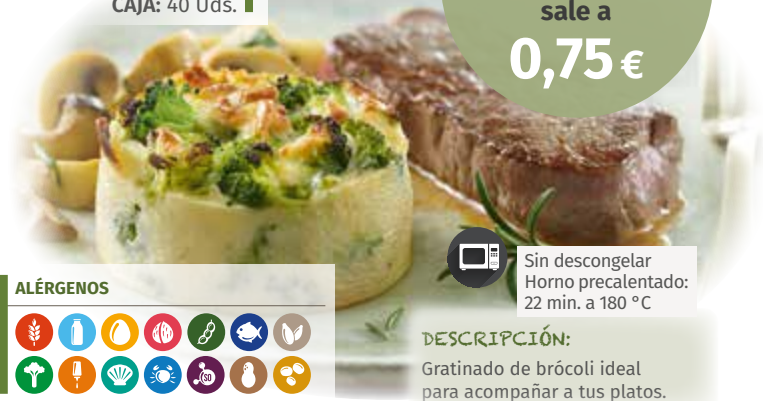 CAJA: 40 Uds.
sale a
0,75 €
Sin descongelar
Horno precalentado:
22 min. a 180 °C
ALÉRGENOS
SO
DESCRIPCIÓN:
Gratinado de brócoli ideal
para acompañar a tus platos.